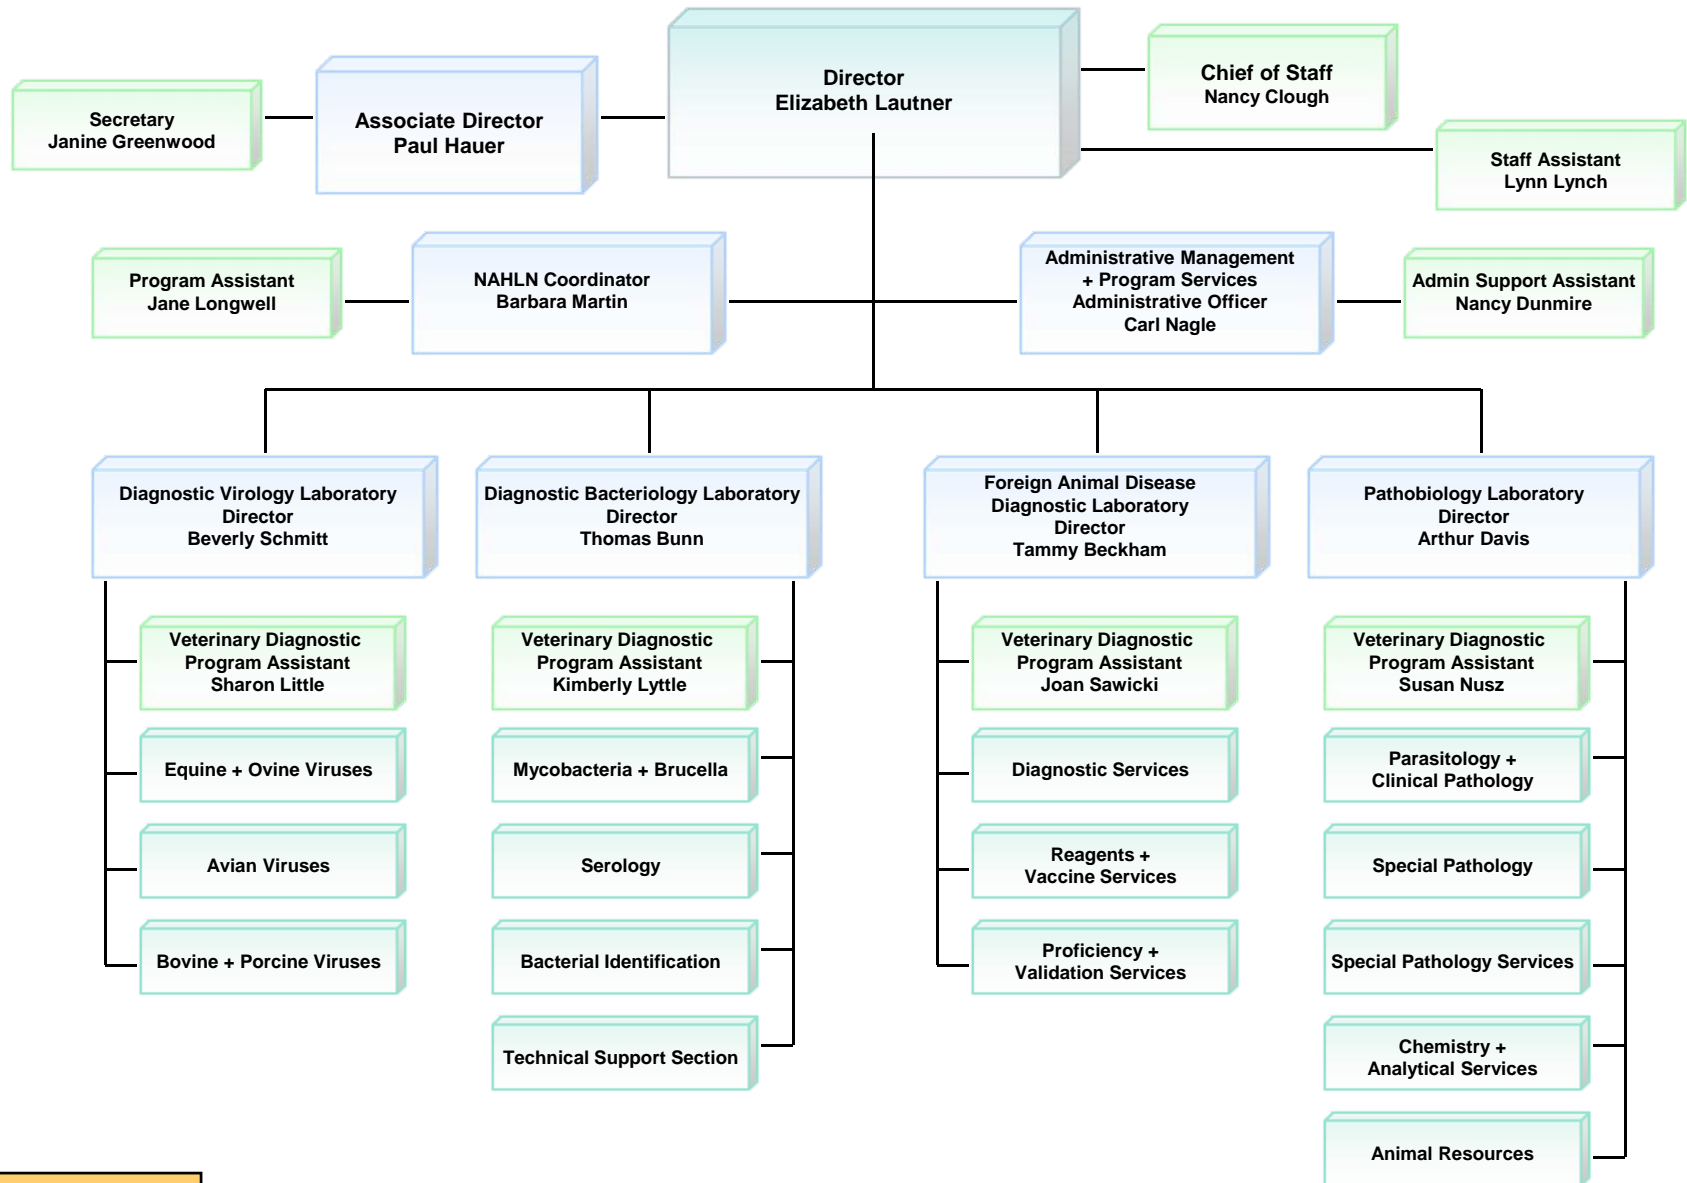 Director
Elizabeth Lautner
Chief of Staff
Nancy Clough
Secretary
Janine Greenwood
Associate Director
Paul Hauer
Staff Assistant
Lynn Lynch
Program Assistant
Jane Longwell
NAHLN Coordinator
Barbara Martin
Administrative Management
+ Program Services
Administrative Officer
Carl Nagle
Admin Support Assistant
Nancy Dunmire
Diagnostic Virology Laboratory
Director
Beverly Schmitt
Diagnostic Bacteriology Laboratory
Director
Thomas Bunn
Foreign Animal Disease
Diagnostic Laboratory
Director
Tammy Beckham
Pathobiology Laboratory
Director
Arthur Davis
Veterinary Diagnostic
Program Assistant
Sharon Little
Veterinary Diagnostic
Program Assistant
Kimberly Lyttle
Veterinary Diagnostic
Program Assistant
Joan Sawicki
Veterinary Diagnostic
Program Assistant
Susan Nusz
Equine + Ovine Viruses
Mycobacteria + Brucella
Diagnostic Services
Parasitology +
Clinical Pathology
Avian Viruses
Serology
Reagents +
Vaccine Services
Special Pathology
Bovine + Porcine Viruses
Bacterial Identification
Proficiency +
Validation Services
Special Pathology Services
Technical Support Section
Chemistry +
Analytical Services
Animal Resources